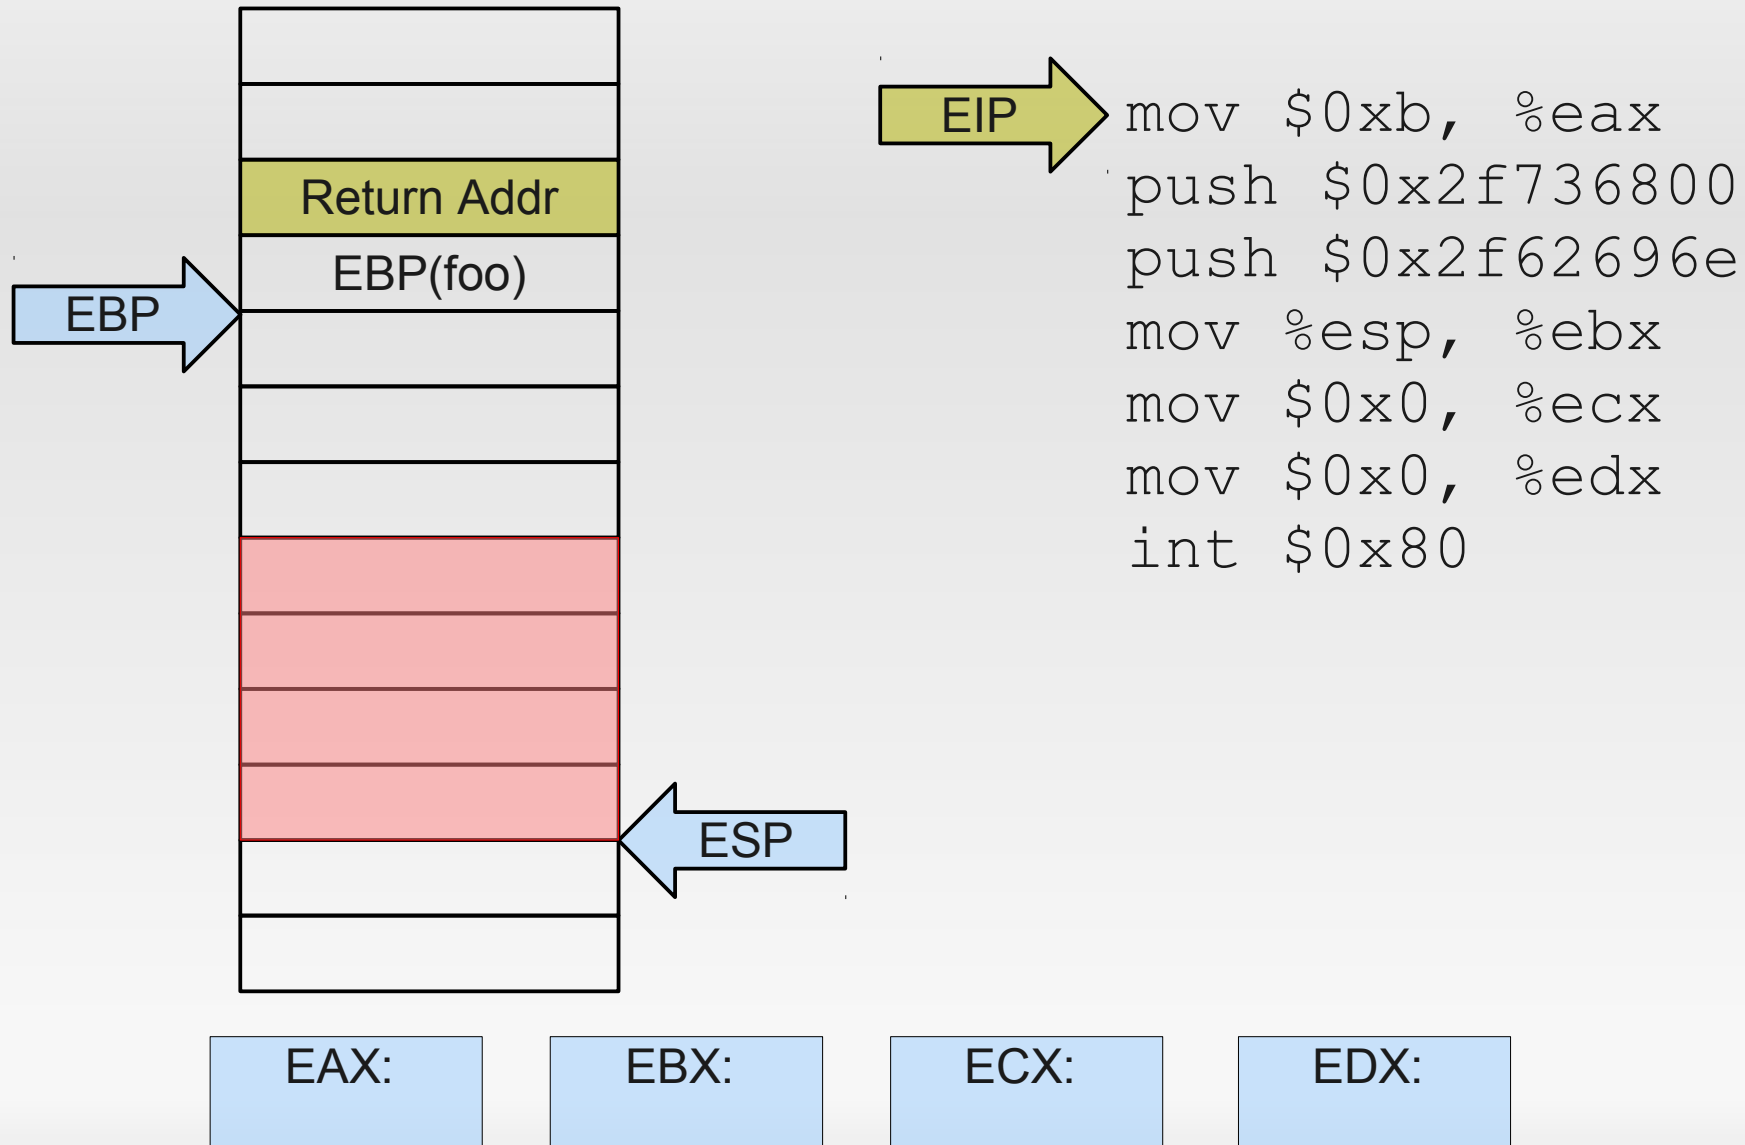 Return Addr
EBP(foo)
EBP
ESP
EIP
mov $0xb, %eax
push $0x2f736800
push $0x2f62696e
mov %esp, %ebx
mov $0x0, %ecx
mov $0x0, %edx
int $0x80
EAX:
EBX:
ECX:
EDX: